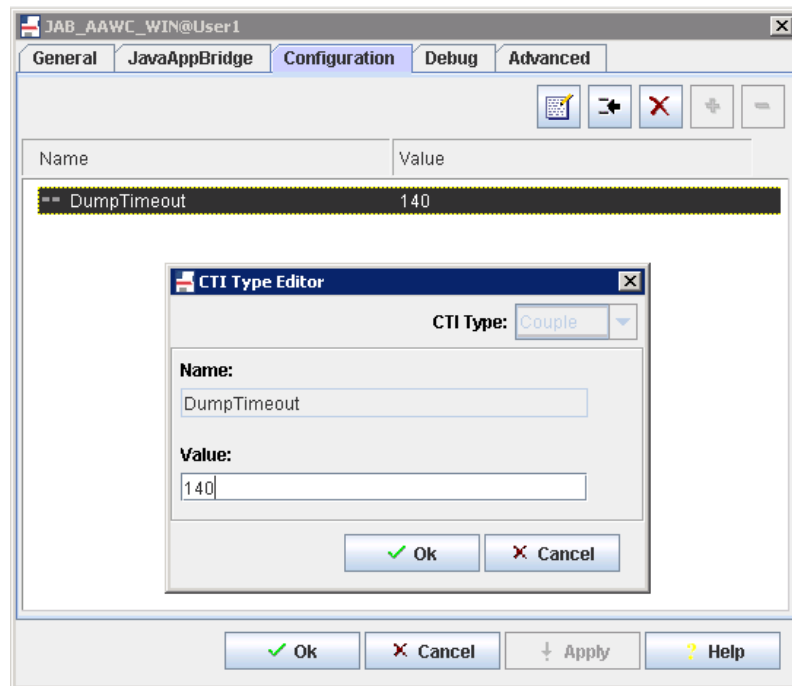 JAB_AAWC_WIN@User1
General JavaAppBridge Configuration Debug Advanced
Name Value
DumpTimeout 140
CTI Type Editor
CTI Type: Couple
Name:
DumpTimeout
Value:
140
Ok Cancel
Ok Cancel Apply Help